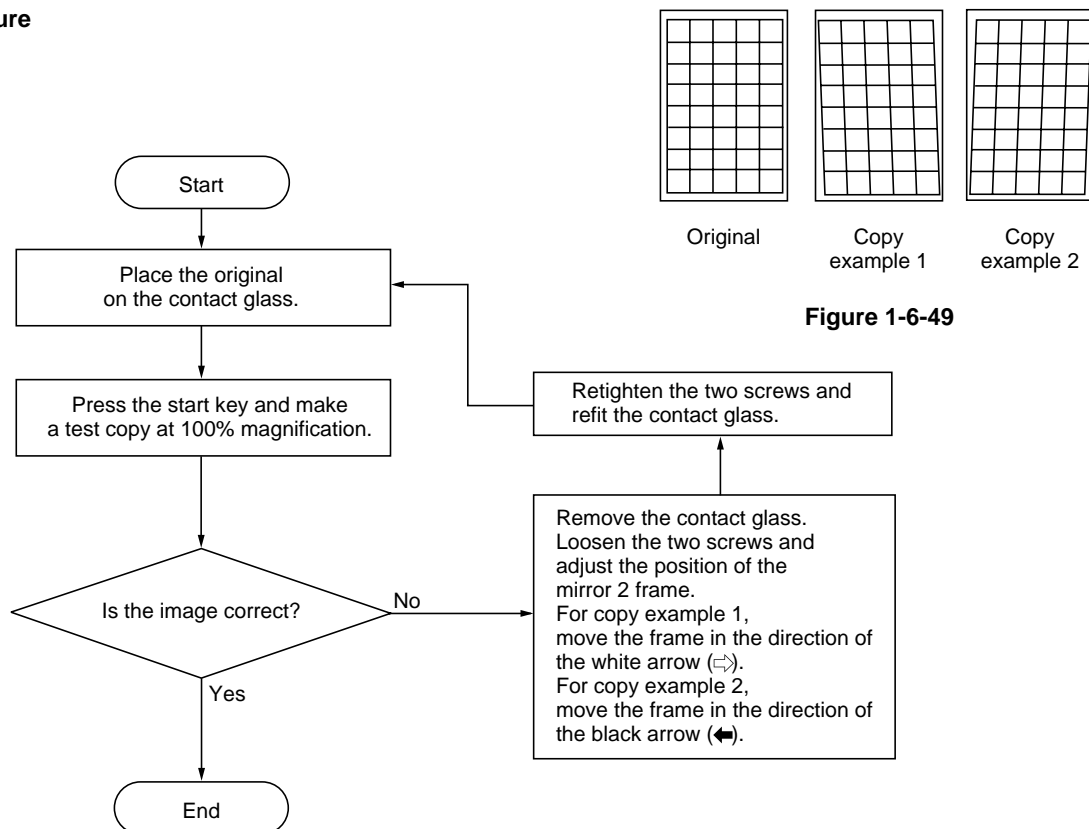 ure
Original
Copy
example 1
Copy
example 2
Figure 1-6-49
Start
Place the original
on the contact glass.
Press the start key and make
a test copy at 100% magnification.
Is the image correct?
No
Yes
End
Remove the contact glass.
Loosen the two screws and
adjust the position of the
mirror 2 frame.
For copy example 1,
move the frame in the direction of
the white arrow (⇨).
For copy example 2,
move the frame in the direction of
the black arrow (⬅).
Retighten the two screws and
refit the contact glass.